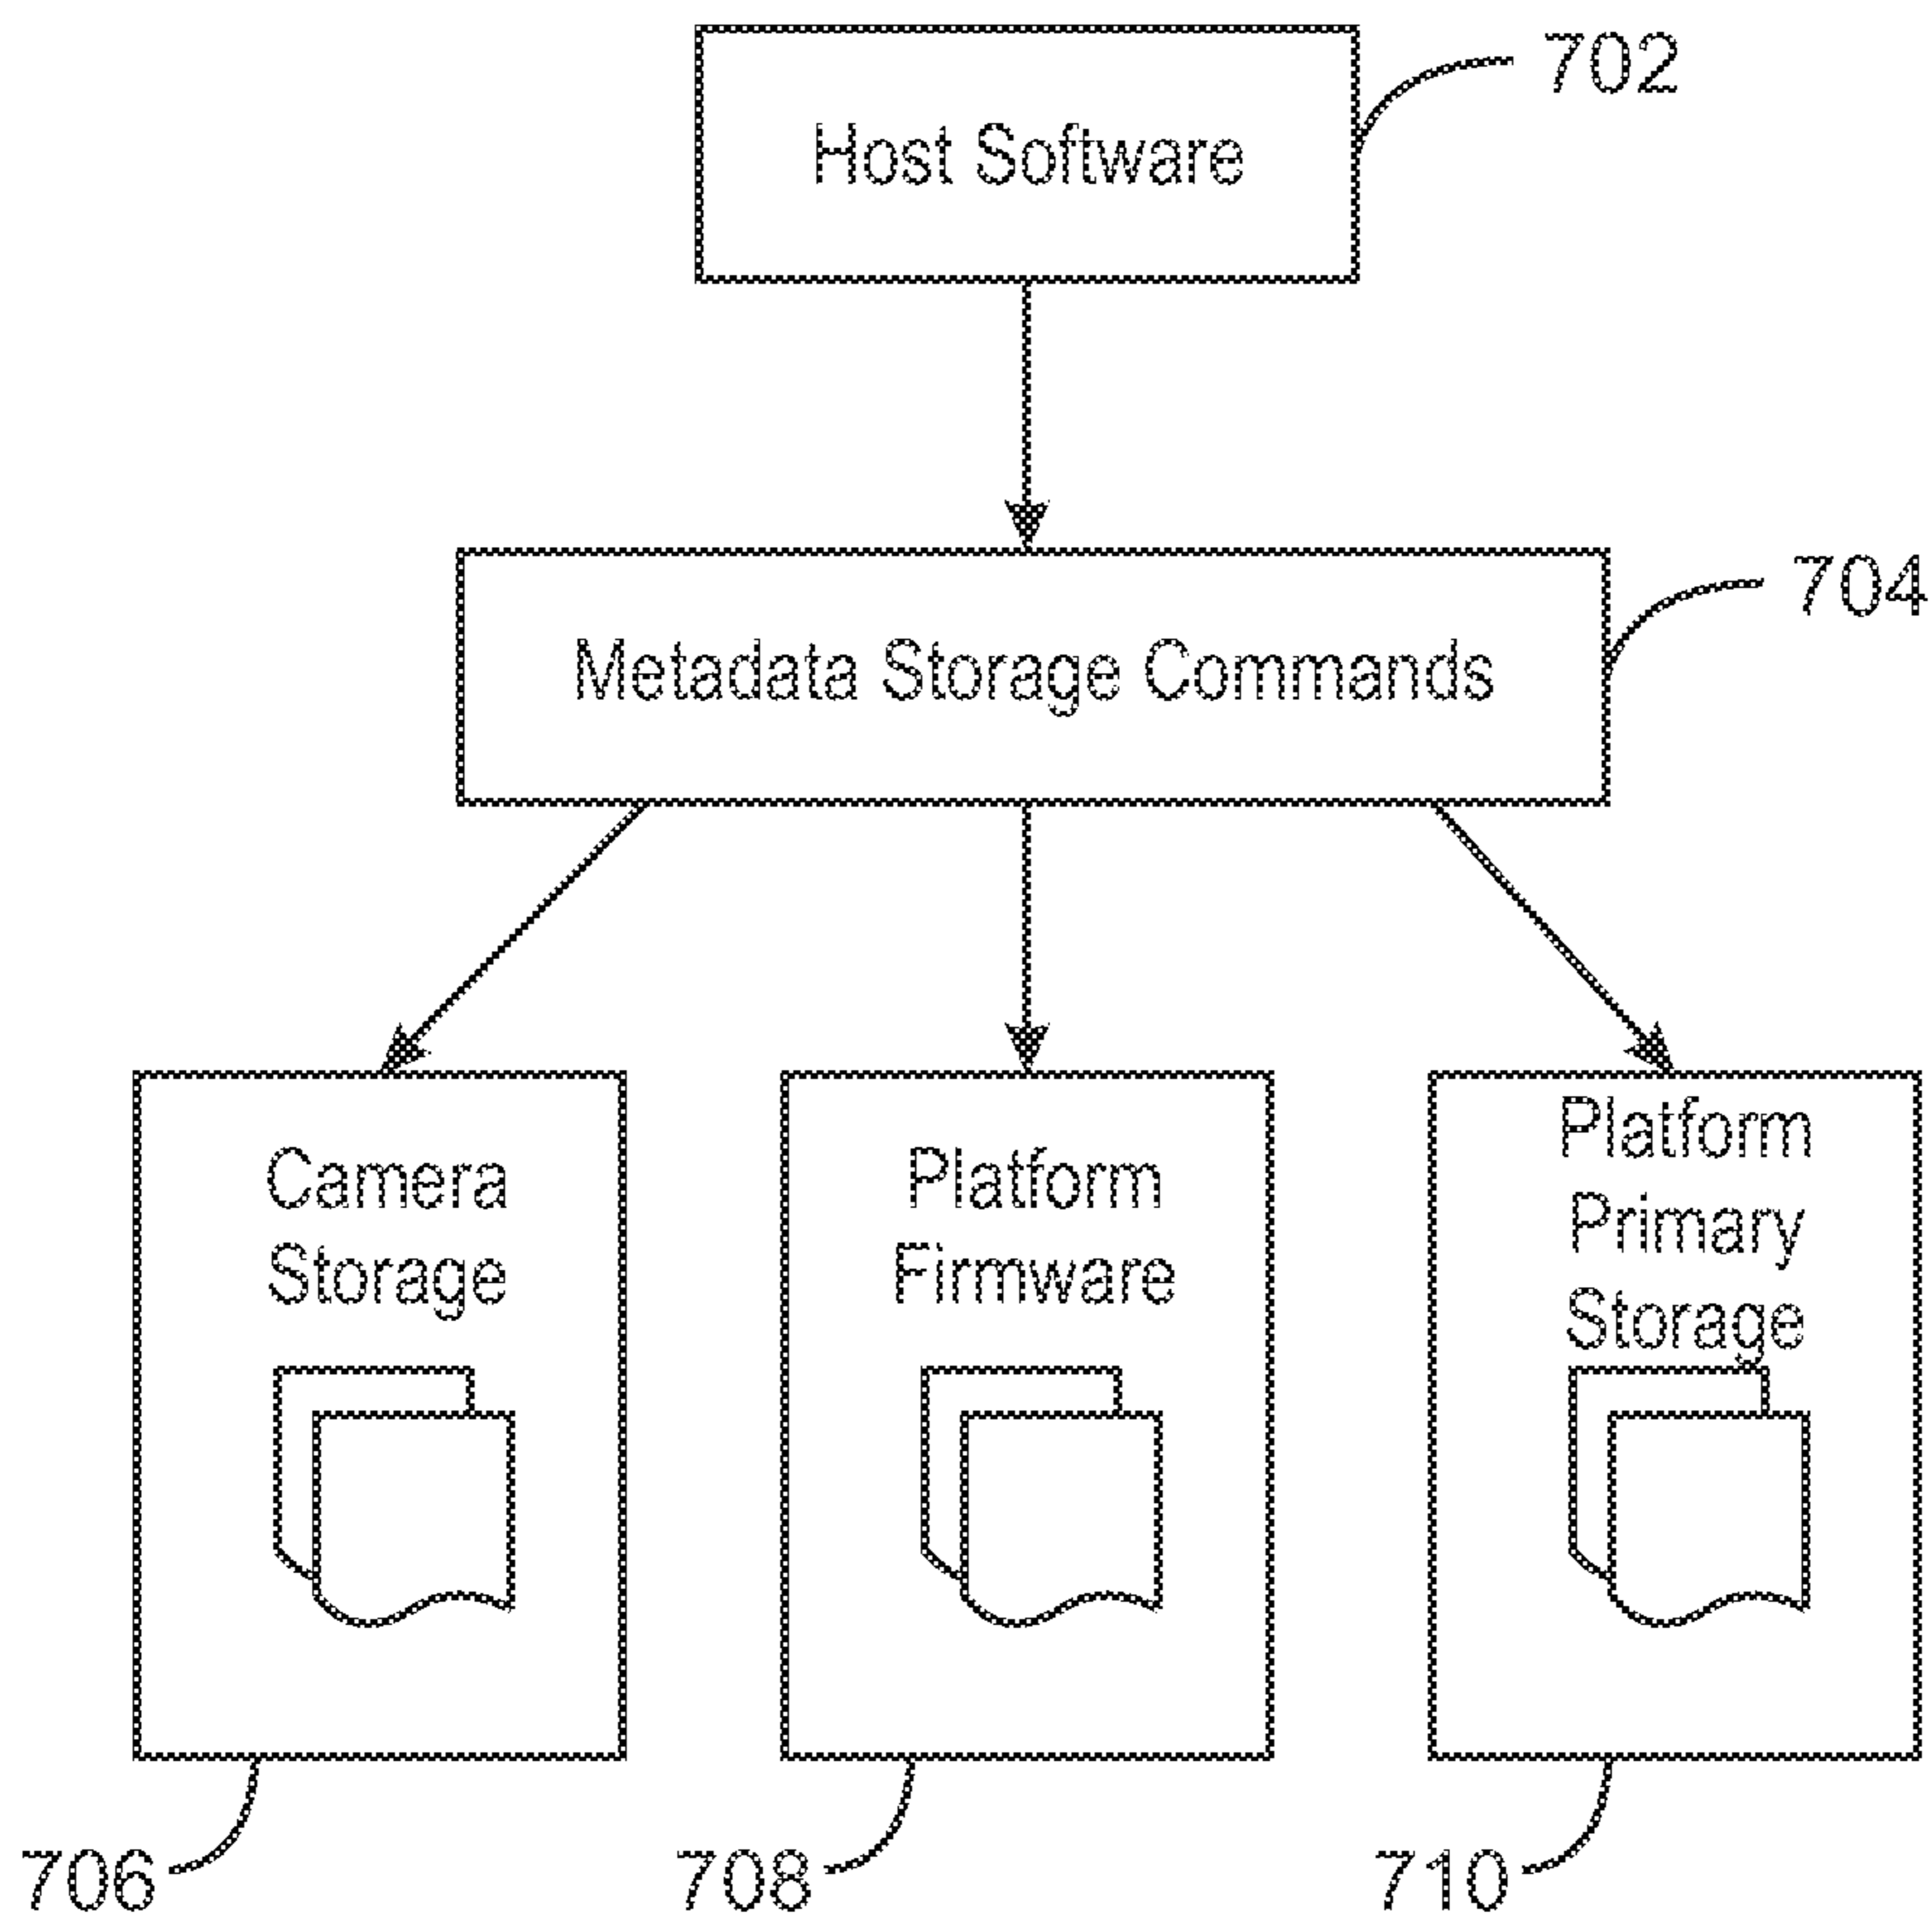 702
Host Software
704
Metadata Storage Commands
Camera
Storage
Platform
Firmware
Platform
Primary
Storage
706
708
710